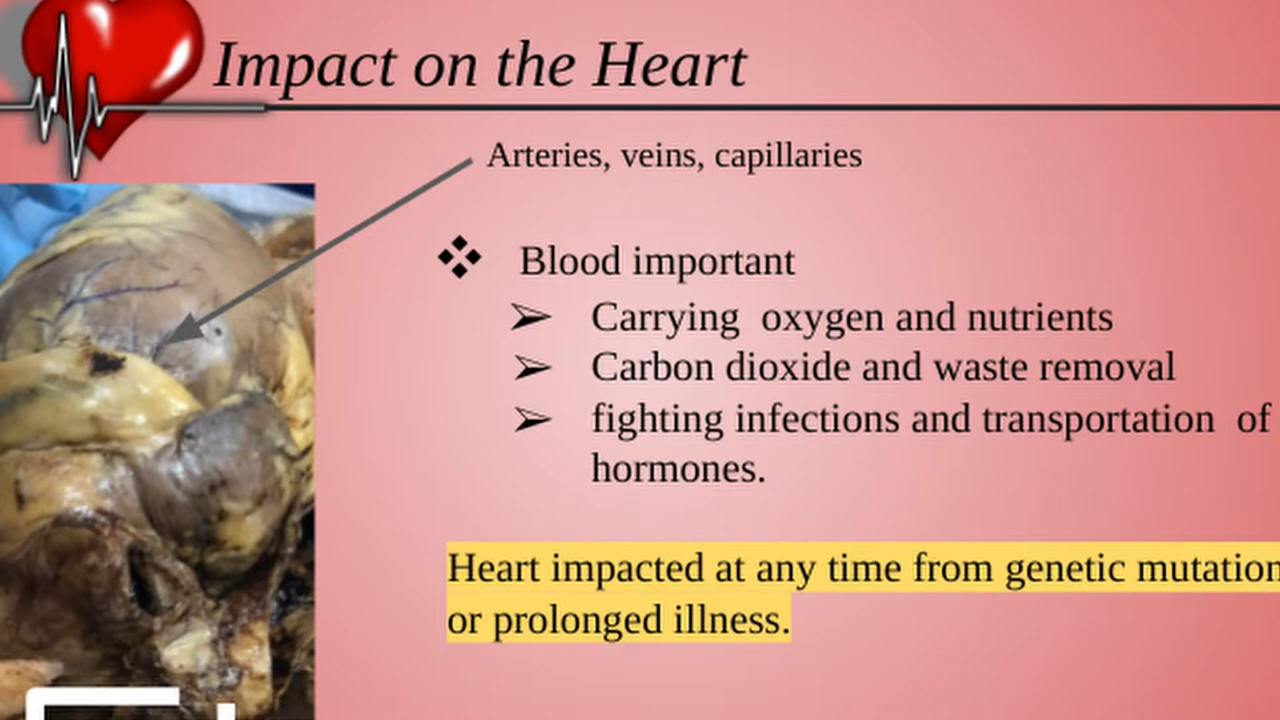 Impact on the Heart
Arteries, veins, capillaries
Blood important
Carrying oxygen and nutrients
Carbon dioxide and waste removal
fighting infections and transportation of
hormones.
Heart impacted at any time from genetic mutation
or prolonged illness.